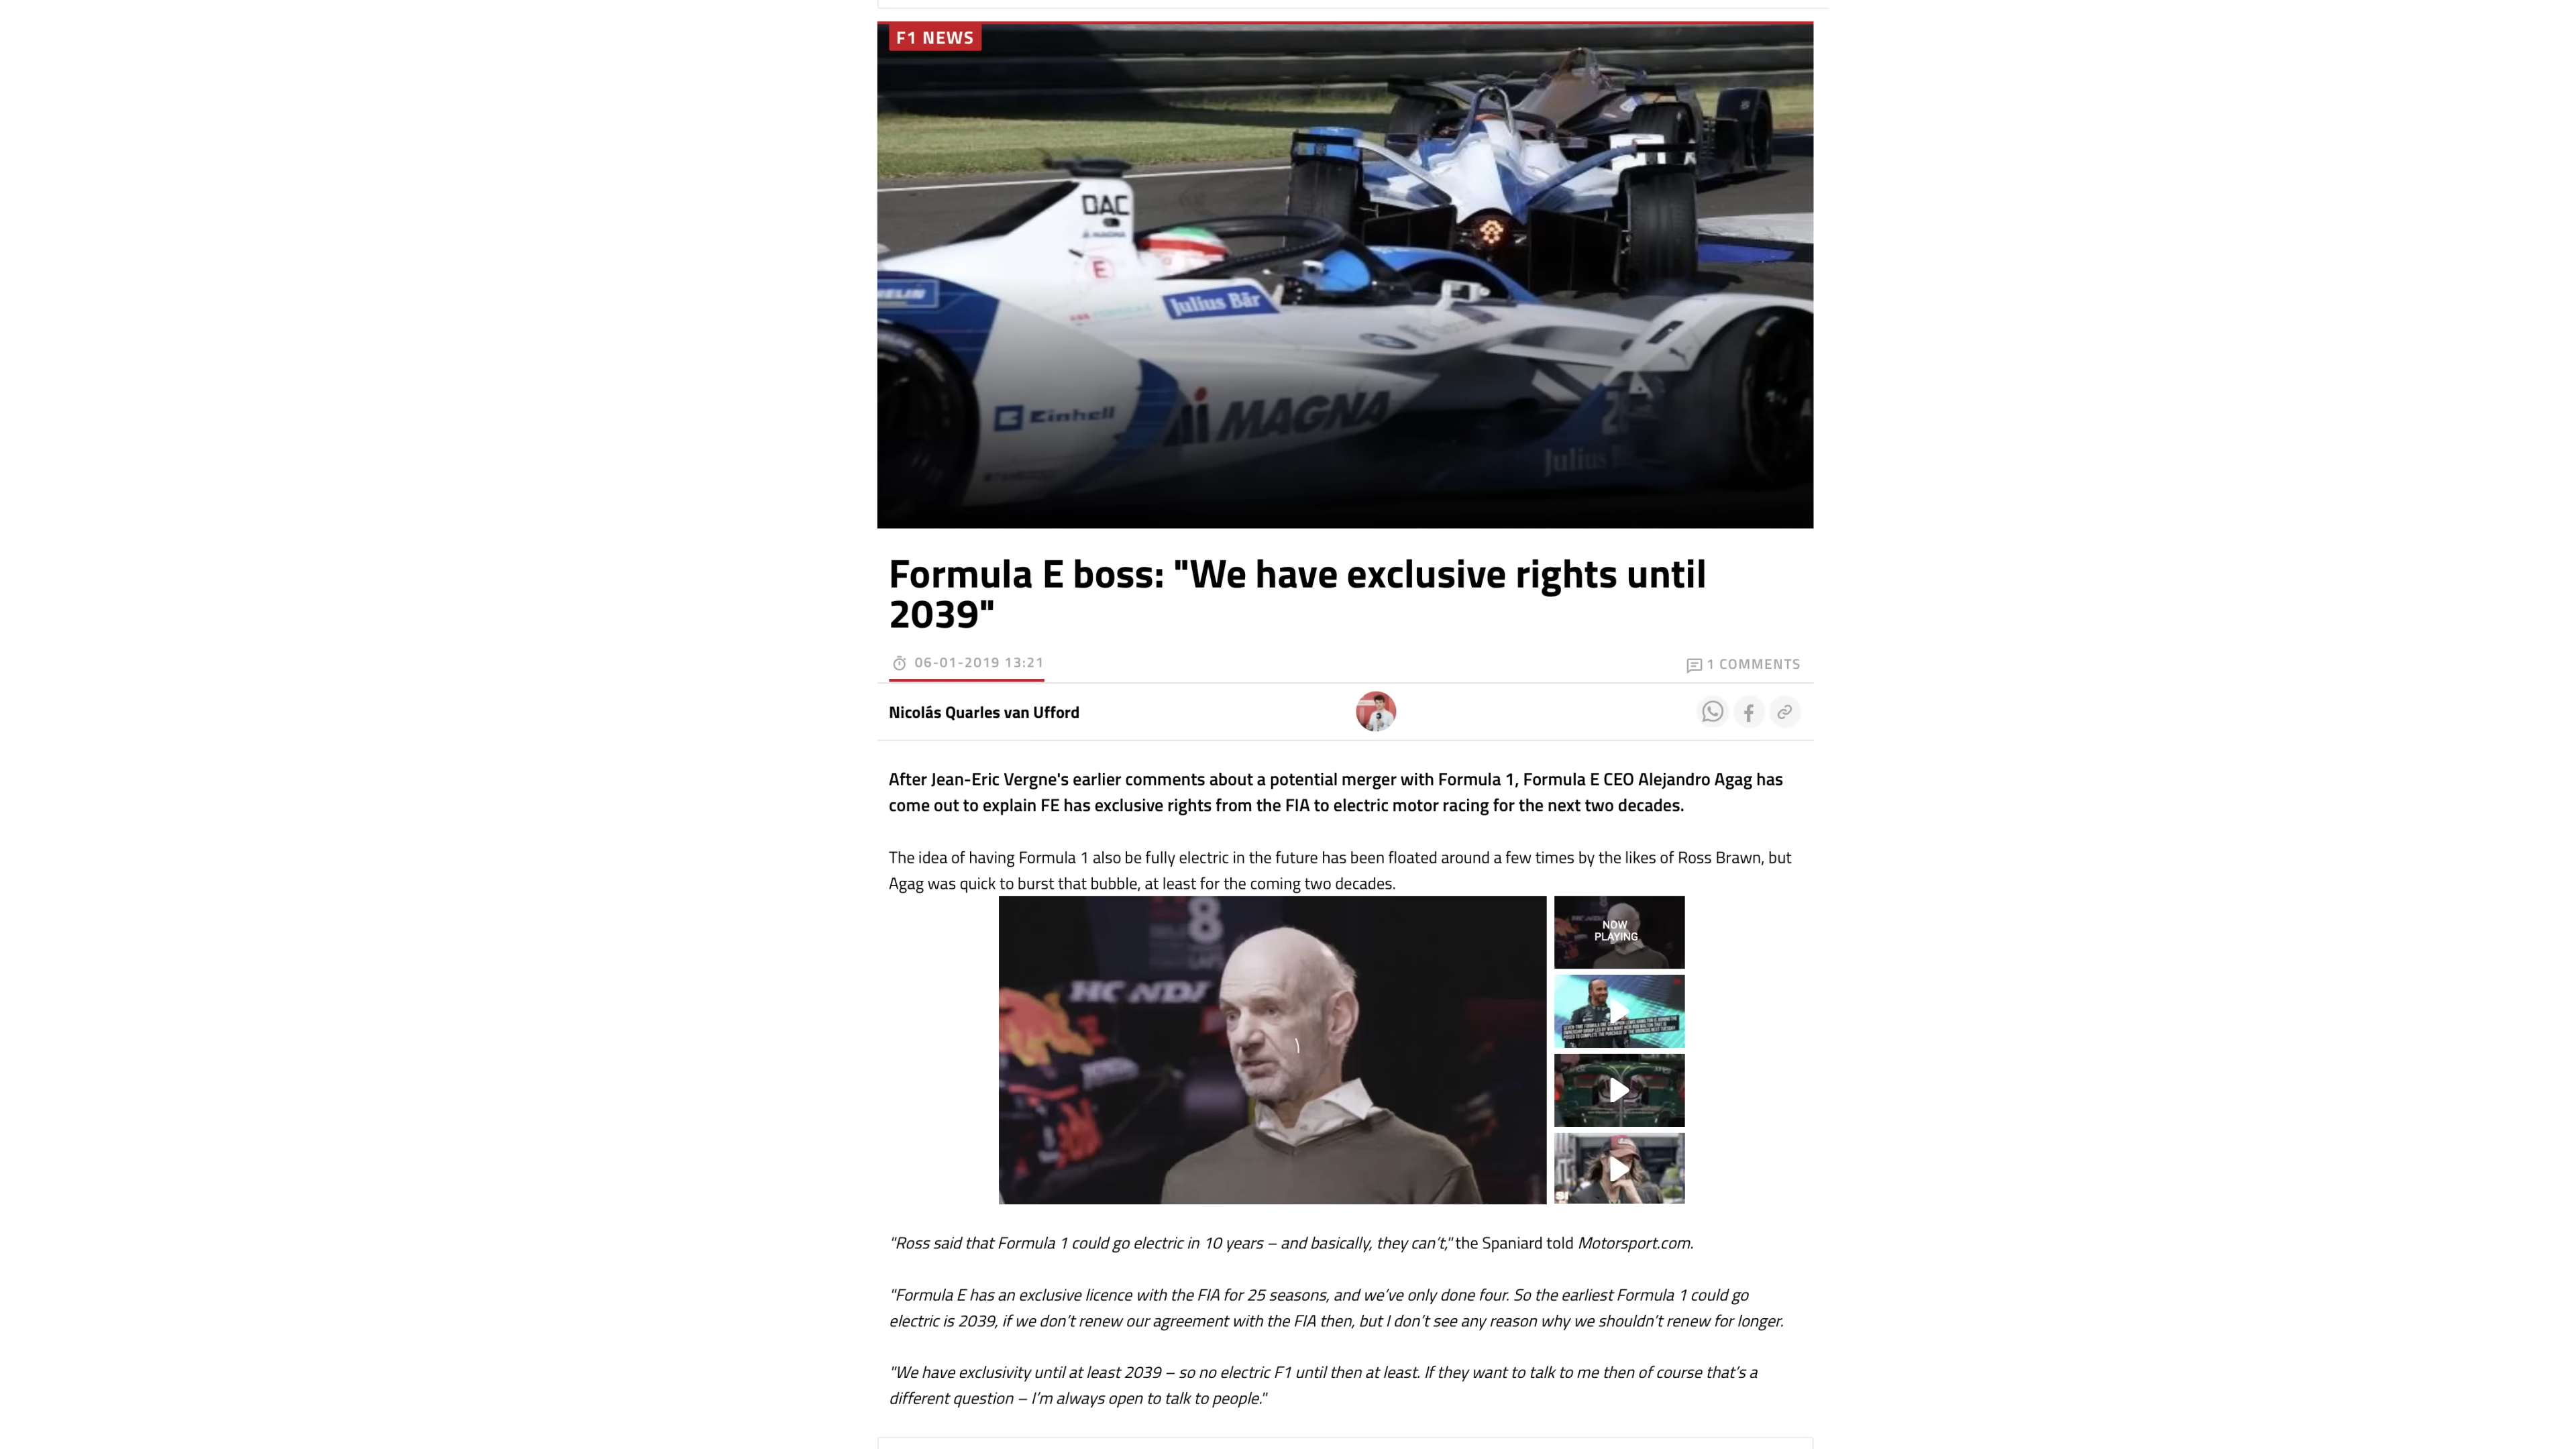 F1 NEWS
DAC
MAGNA
E
Julius Bär
Einhell
MAGNA
Julius
Formula E boss: "We have exclusive rights until
2039"
06-01-2019 13:21
1 COMMENTS
Nicolás Quarles van Ufford
After Jean-Eric Vergne's earlier comments about a potential merger with Formula 1, Formula E CEO Alejandro Agag has
come out to explain FE has exclusive rights from the FIA to electric motor racing for the next two decades.
The idea of having Formula 1 also be fully electric in the future has been floated around a few times by the likes of Ross Brawn, but
Agag was quick to burst that bubble, at least for the coming two decades.
8
NOW
PLAYING
"Ross said that Formula 1 could go electric in 10 years – and basically, they can’t," the Spaniard told Motorsport.com.
"Formula E has an exclusive licence with the FIA for 25 seasons, and we’ve only done four. So the earliest Formula 1 could go
electric is 2039, if we don’t renew our agreement with the FIA then, but I don’t see any reason why we shouldn’t renew for longer.
"We have exclusivity until at least 2039 – so no electric F1 until then at least. If they want to talk to me then of course that’s a
different question – I’m always open to talk to people."